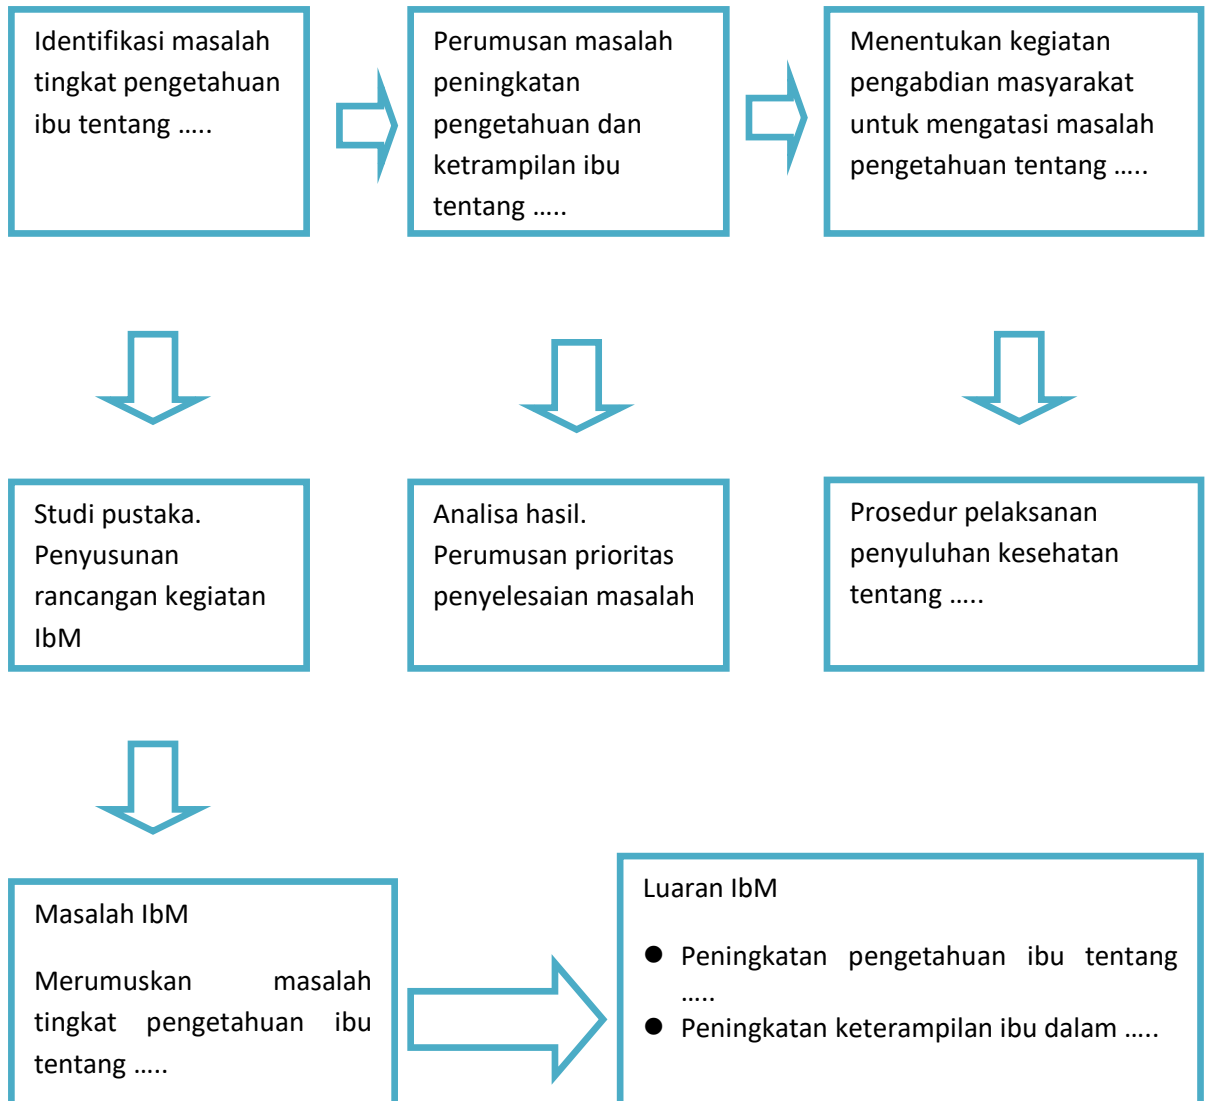 Identifikasi masalah
tingkat pengetahuan
ibu tentang …..
Perumusan masalah
peningkatan
pengetahuan dan
ketrampilan ibu
tentang …..
Menentukan kegiatan
pengabdian masyarakat
untuk mengatasi masalah
pengetahuan tentang …..
Studi pustaka.
Penyusunan
rancangan kegiatan
IbM
Analisa hasil.
Perumusan prioritas
penyelesaian masalah
Prosedur pelaksanan
penyuluhan kesehatan
tentang …..
Masalah IbM
Merumuskan masalah
tingkat pengetahuan ibu
tentang …..
Luaran IbM
● Peningkatan pengetahuan ibu tentang
…..
● Peningkatan keterampilan ibu dalam …..